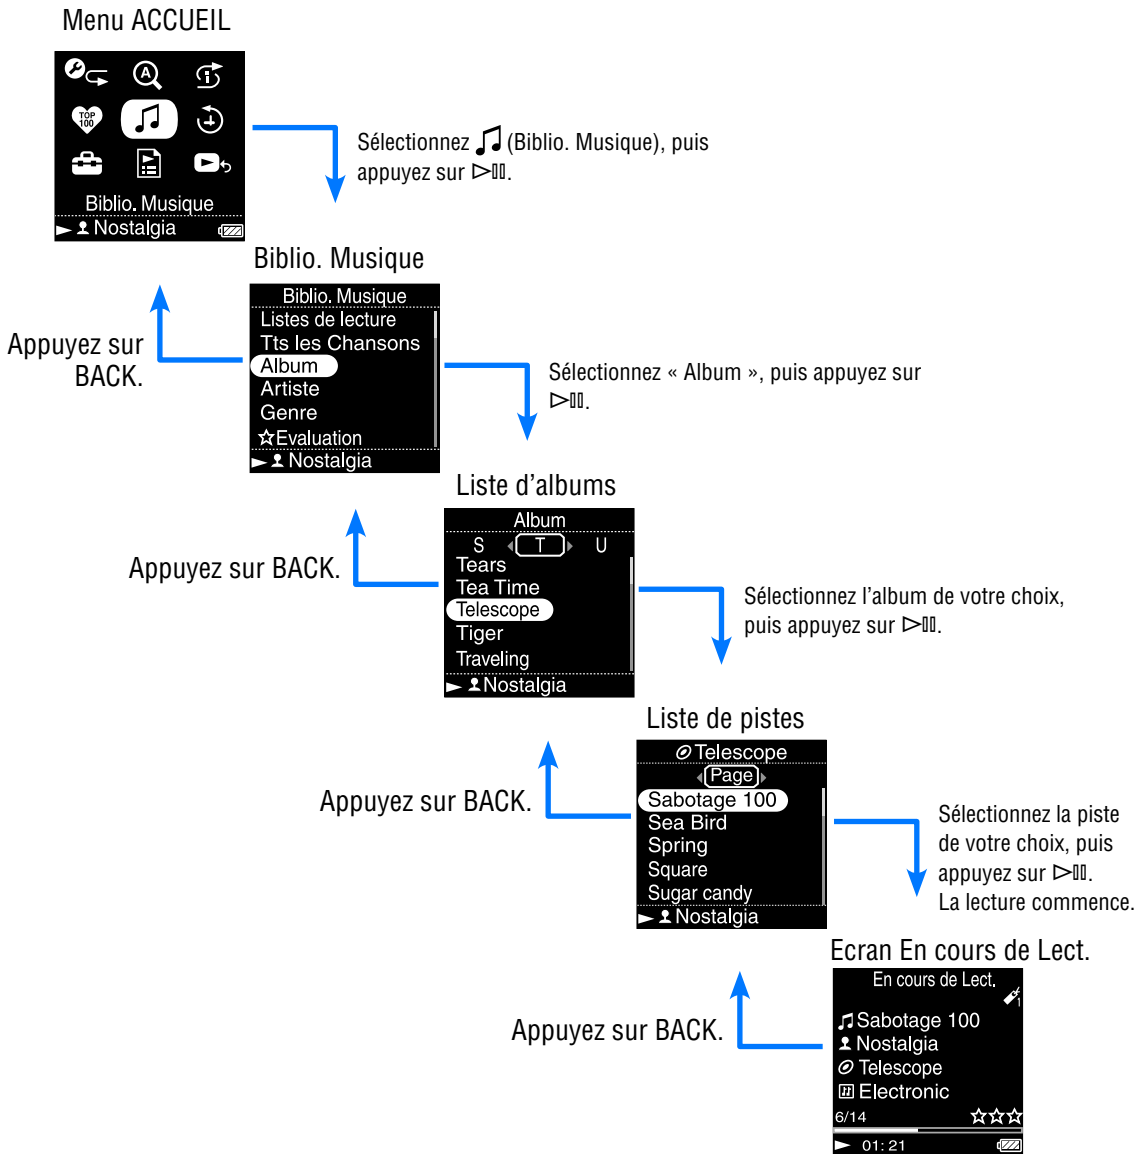 Menu ACCUEIL
A
TOP
100
Biblio. Musique
Nostalgia
Sélectionnez (Biblio. Musique), puis
appuyez sur
Biblio. Musique
Biblio. Musique
Listes de lecture
Tts les Chansons
Album
Artiste
Genre
Evaluation
Nostalgia
Appuyez sur
BACK.
Sélectionnez « Album », puis appuyez sur
Liste d’albums
Album
S T U
Tears
Tea Time
Telescope
Tiger
Traveling
Nostalgia
Appuyez sur BACK.
Sélectionnez l’album de votre choix,
puis appuyez sur .
Liste de pistes
Telescope
Page
Sabotage 100
Sea Bird
Spring
Square
Sugar candy
Nostalgia
Appuyez sur BACK.
Sélectionnez la piste
de votre choix, puis
appuyez sur .
La lecture commence.
Ecran En cours de Lect.
En cours de Lect.
1
Sabotage 100
Nostalgia
Telescope
Electronic
6/14
01:21
Appuyez sur BACK.